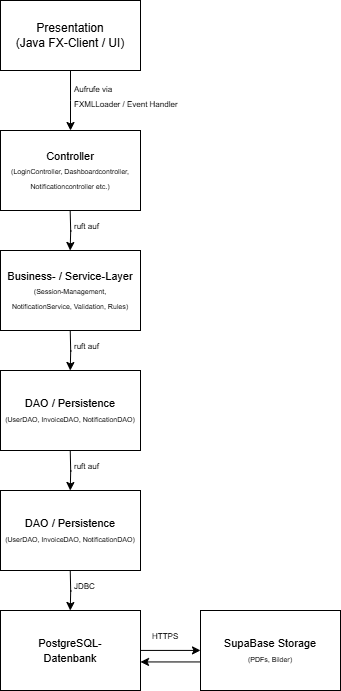 Presentation
(Java FX-Client / UI)
Aufrufe via
FXMLLoader / Event Handler
Controller
(LoginController, Dashboardcontroller,
Notificationcontroller etc.)
ruft auf
Business- / Service-Layer
(Session-Management,
NotificationService, Validation, Rules)
ruft auf
DAO / Persistence
(UserDAO, InvoiceDAO, NotificationDAO)
ruft auf
DAO / Persistence
(UserDAO, InvoiceDAO, NotificationDAO)
JDBC
PostgreSQL-
Datenbank
HTTPS
SupaBase Storage
(PDFs, Bilder)